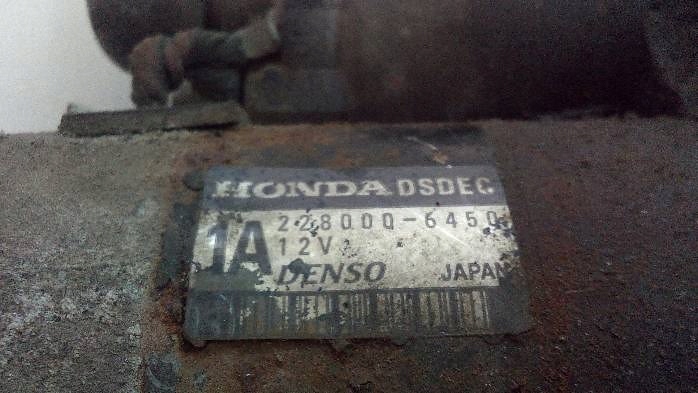 HONDA DSDEC
1A 228000-6450
12V
DENSO JAPAN